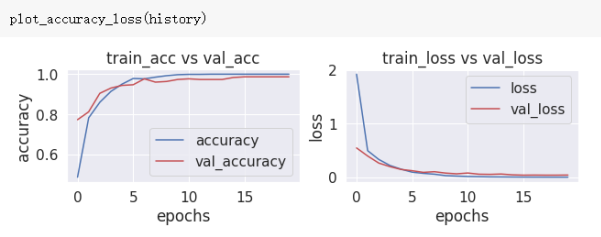 plot_accuracy_loss(history)
train_acc vs val_acc
train_loss vs val_loss
accuracy
1.0
0.8
0.6
accuracy
val_accuracy
0 5 10 15
epochs
loss
2
1
0
loss
val_loss
0 5 10 15
epochs